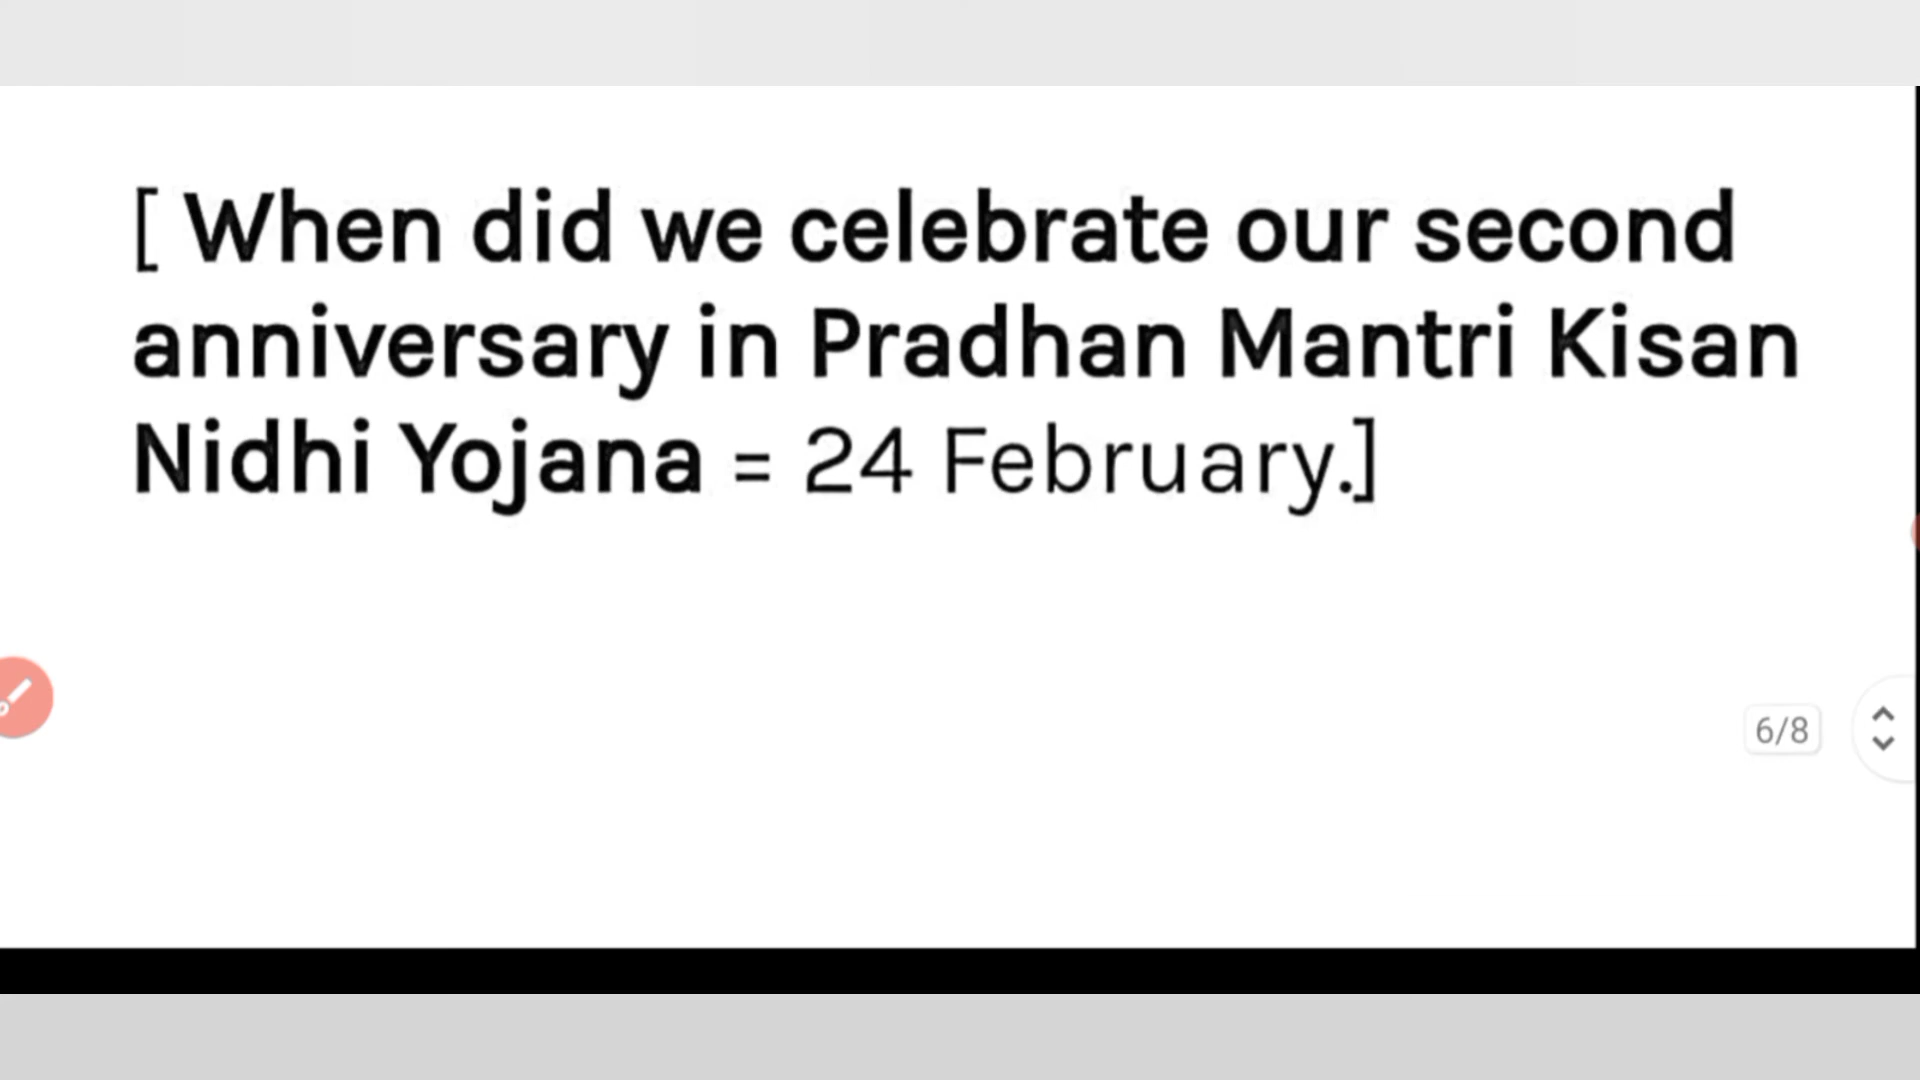 [ When did we celebrate our second
anniversary in Pradhan Mantri Kisan
Nidhi Yojana = 24 February.]
6/8